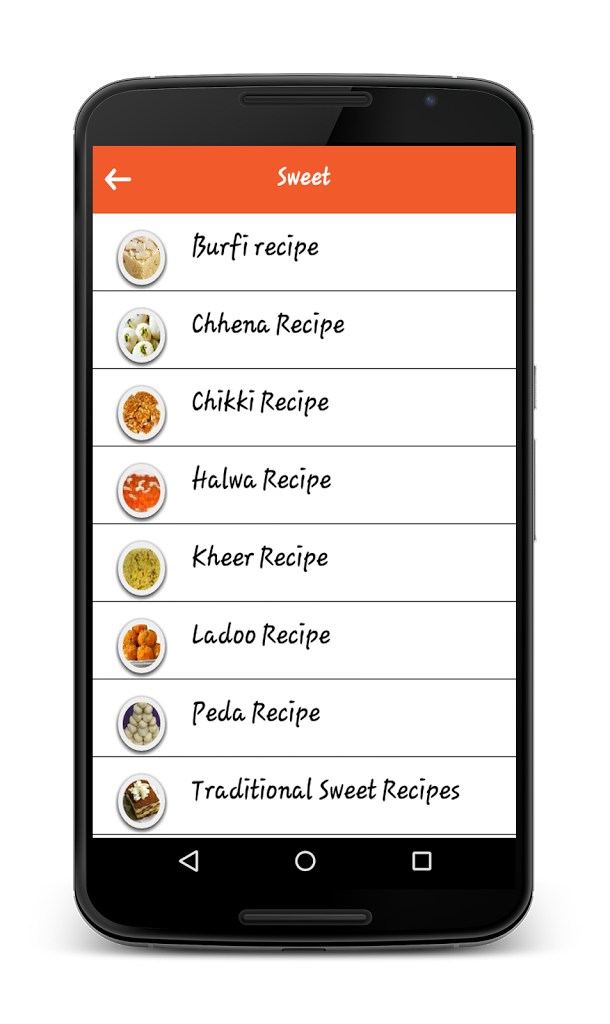 Sweet
Burfi recipe
Chhena Recipe
Chikki Recipe
Halwa Recipe
Kheer Recipe
Ladoo Recipe
Peda Recipe
Traditional Sweet Recipes